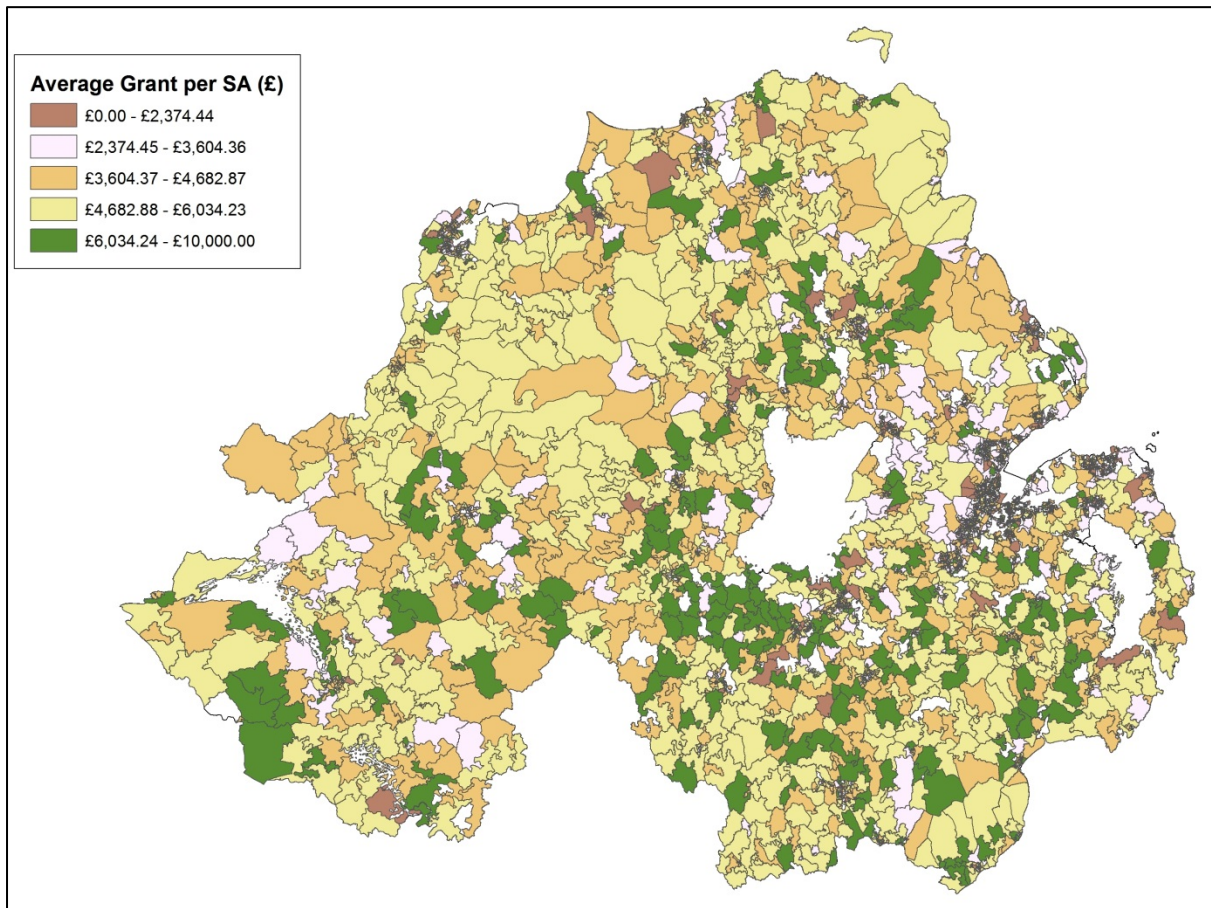 Average Grant per SA (£)
£0.00 - £2,374.44
£2,374.45 - £3,604.36
£3,604.37 - £4,682.87
£4,682.88 - £6,034.23
£6,034.24 - £10,000.00